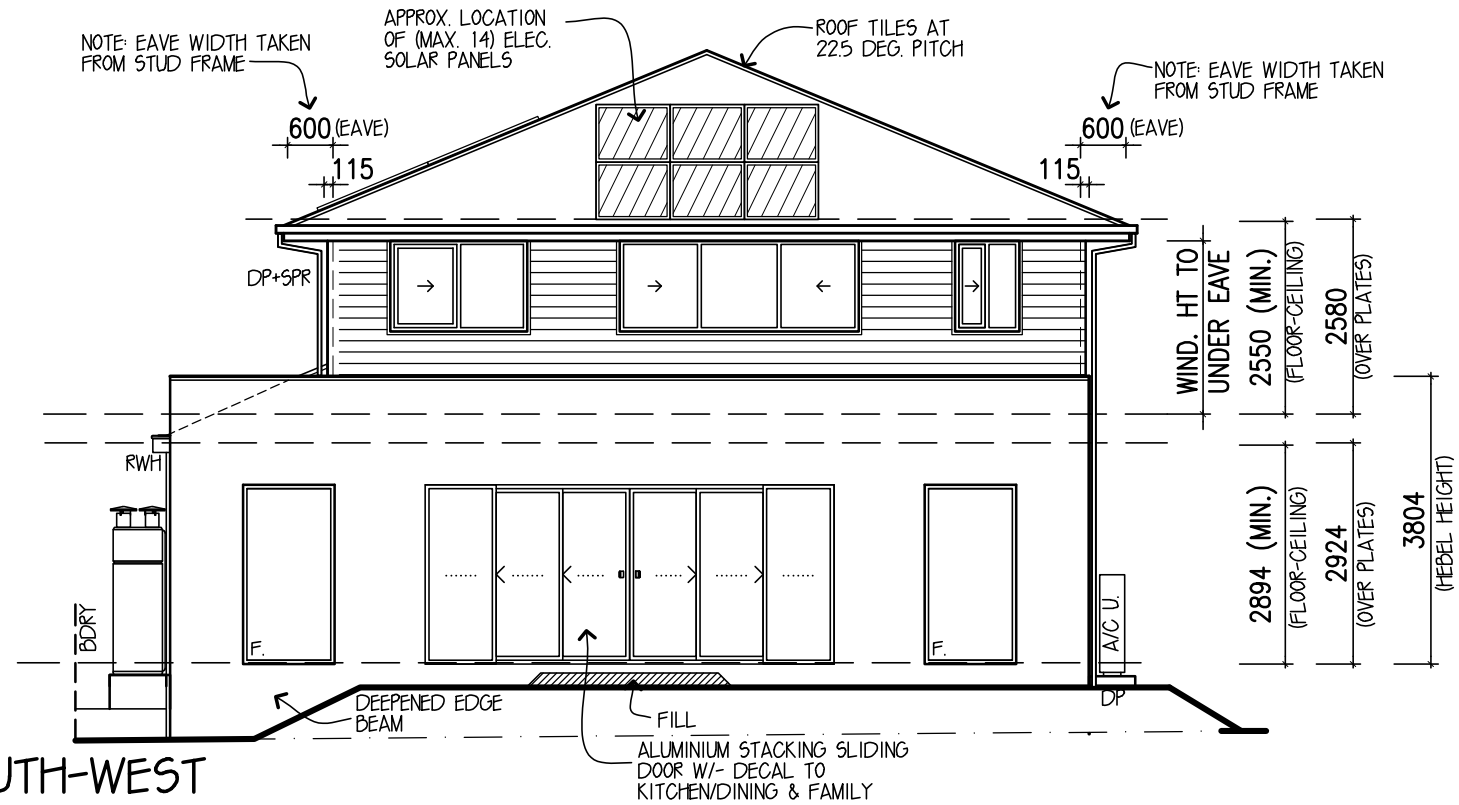 APPROX. LOCATION
OF (MAX. 14) ELEC.
SOLAR PANELS
ROOF TILES AT
22.5 DEG. PITCH
NOTE: EAVE WIDTH TAKEN
FROM STUD FRAME
NOTE: EAVE WIDTH TAKEN
FROM STUD FRAME
600 (EAVE)
600 (EAVE)
115
115
DP+SPR
WIND. HT TO
UNDER EAVE
2550 (MIN.)
(FLOOR-CEILING)
2580
(OVER PLATES)
RWH
2894 (MIN.)
(FLOOR-CEILING)
2924
(OVER PLATES)
3804
(HEBEL HEIGHT)
BDRY
F.
F.
A/C U.
DP
DEEPENED EDGE
BEAM
FILL
ALUMINIUM STACKING SLIDING
DOOR W/- DECAL TO
KITCHEN/DINING & FAMILY
UTH-WEST